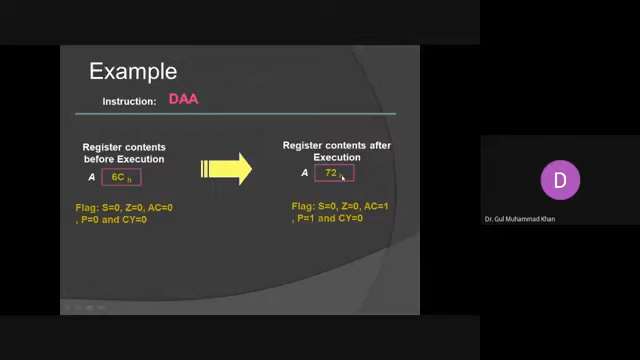 Example
Instruction: DAA
Register contents
before Execution
A 6C h
Flag: S=0, Z=0, AC=0
, P=0 and CY=0
Register contents after
Execution
A 72 h
Flag: S=0, Z=0, AC=1
, P=1 and CY=0
D
Dr. Gul Muhammad Khan